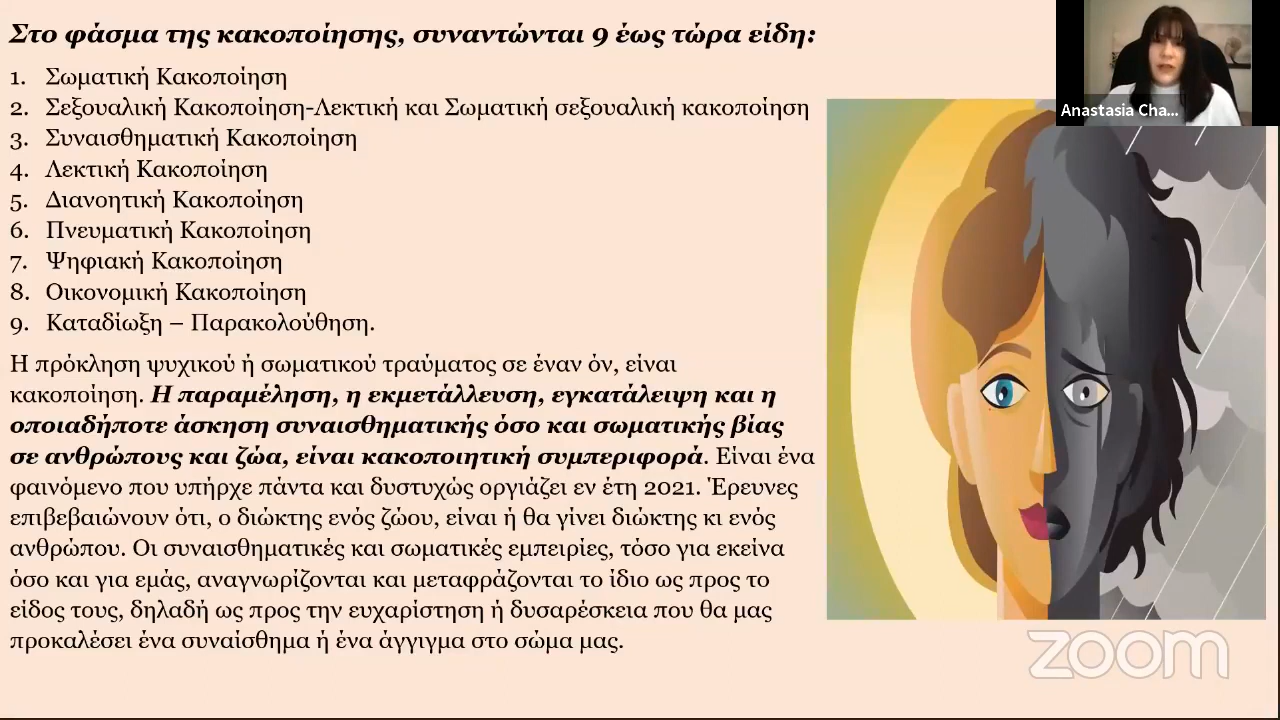 Στο φάσμα της κακοποίησης, συναντώνται 9 έως τώρα είδη:
1. Σωματική Κακοποίηση
2. Σεξουαλική Κακοποίηση-Λεκτική και Σωματική σεξουαλική κακοποίηση
3. Συναισθηματική Κακοποίηση
4. Λεκτική Κακοποίηση
5. Διανοητική Κακοποίηση
6. Πνευματική Κακοποίηση
7. Ψηφιακή Κακοποίηση
8. Οικονομική Κακοποίηση
9. Καταδίωξη – Παρακολούθηση.
Η πρόκληση ψυχικού ή σωματικού τραύματος σε έναν όν, είναι
κακοποίηση. Η παραμέληση, η εκμετάλλευση, εγκατάλειψη και η
οποιαδήποτε άσκηση συναισθηματικής όσο και σωματικής βίας
σε ανθρώπους και ζώα, είναι κακοποιητική συμπεριφορά. Είναι ένα
φαινόμενο που υπήρχε πάντα και δυστυχώς οργιάζει εν έτη 2021. Έρευνες
επιβεβαιώνουν ότι, ο διώκτης ενός ζώου, είναι ή θα γίνει διώκτης κι ενός
ανθρώπου. Οι συναισθηματικές και σωματικές εμπειρίες, τόσο για εκείνα
όσο και για εμάς, αναγνωρίζονται και μεταφράζονται το ίδιο ως προς το
είδος τους, δηλαδή ως προς την ευχαρίστηση ή δυσαρέσκεια που θα μας
προκαλέσει ένα συναίσθημα ή ένα άγγιγμα στο σώμα μας.
Anastasia Cha...
zoom